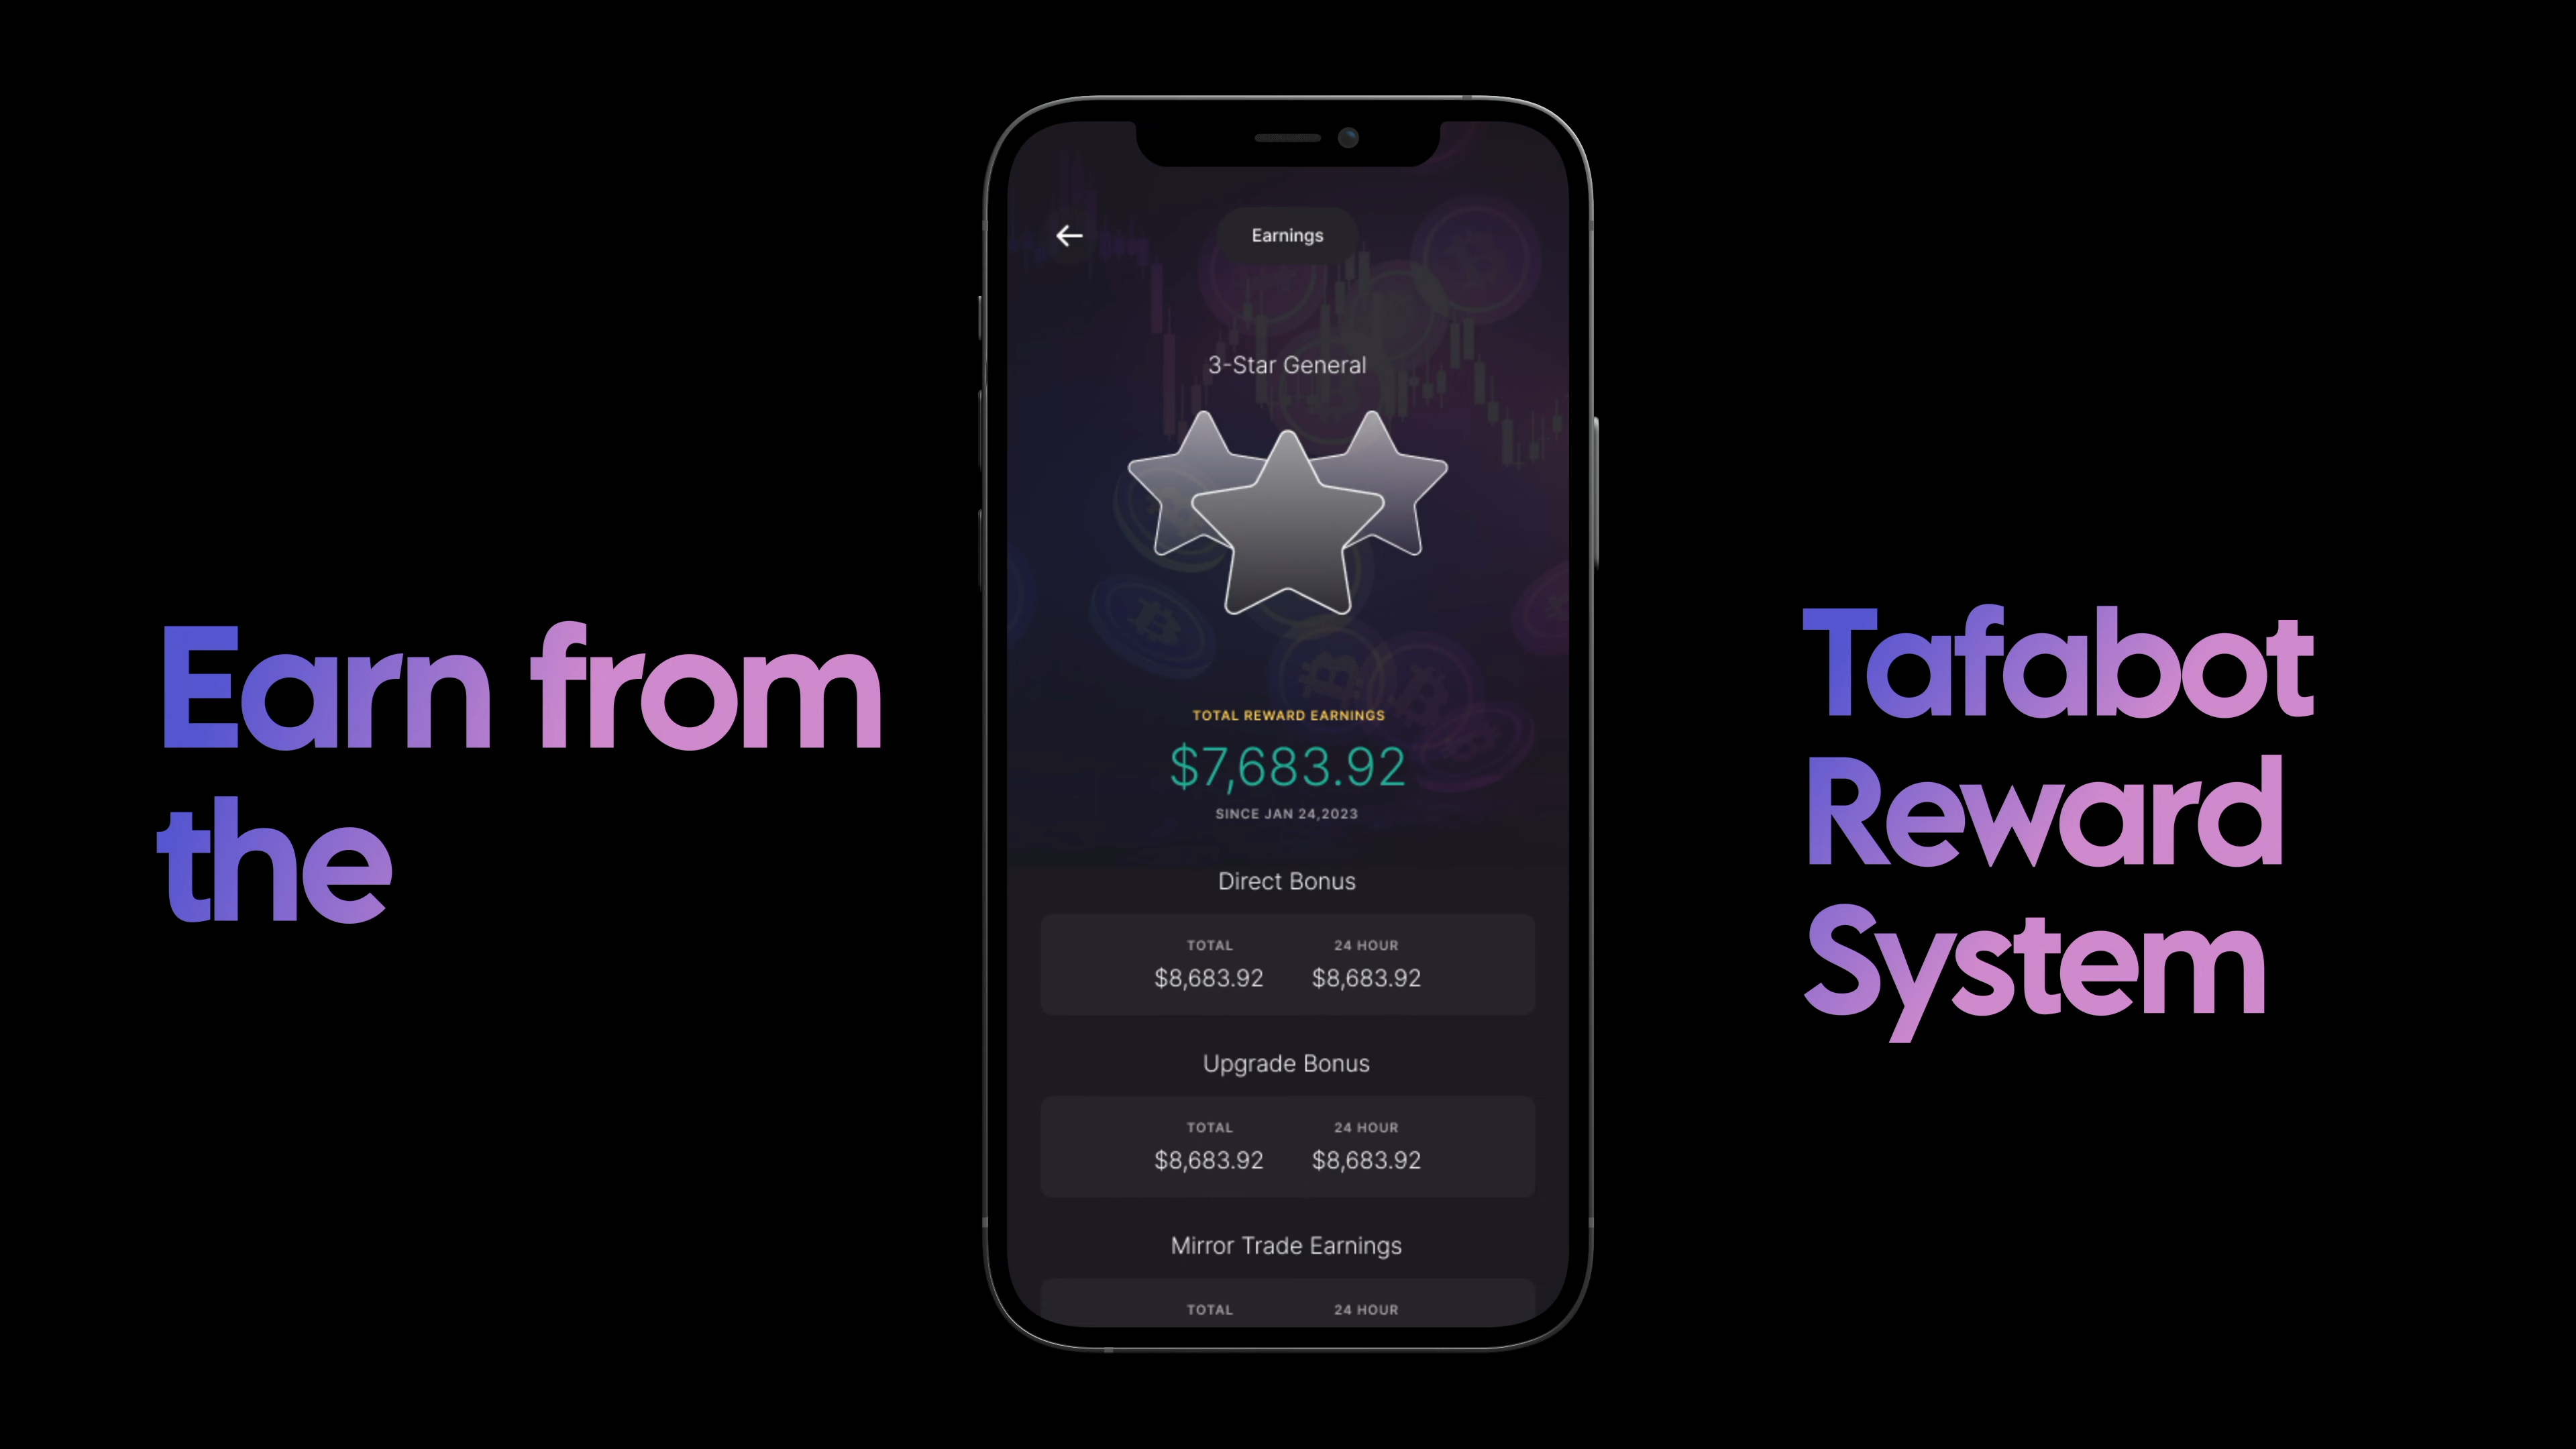 Earn from
the
Earnings
3-Star General
TOTAL REWARD EARNINGS
$7,683.92
SINCE JAN 24,2023
Direct Bonus
TOTAL 24 HOUR
$8,683.92 $8,683.92
Upgrade Bonus
TOTAL 24 HOUR
$8,683.92 $8,683.92
Mirror Trade Earnings
TOTAL 24 HOUR
Tafabot
Reward
System